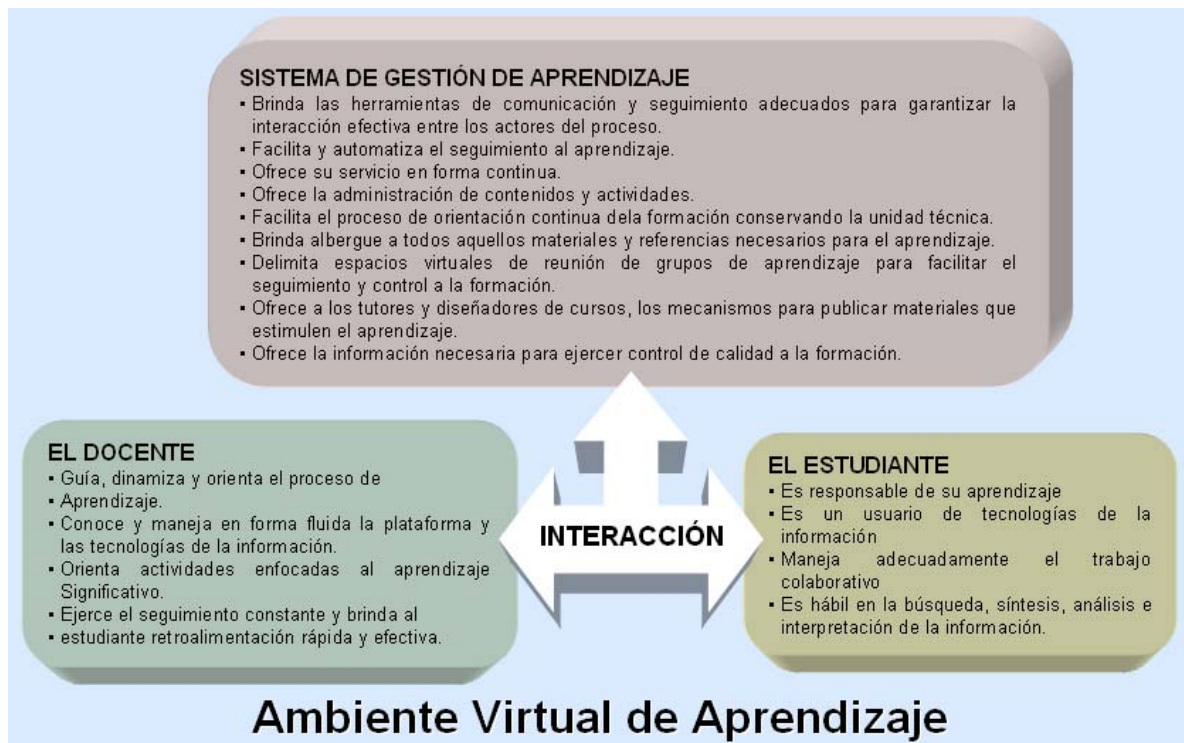 SISTEMA DE GESTIÓN DE APRENDIZAJE
▪ Brinda las herramientas de comunicación y seguimiento adecuados para garantizar la
interacción efectiva entre los actores del proceso.
▪ Facilita y automatiza el seguimiento al aprendizaje.
▪ Ofrece su servicio en forma continua.
▪ Ofrece la administración de contenidos y actividades.
▪ Facilita el proceso de orientación continua dela formación conservando la unidad técnica.
▪ Brinda albergue a todos aquellos materiales y referencias necesarios para el aprendizaje.
▪ Delimita espacios virtuales de reunión de grupos de aprendizaje para facilitar el
seguimiento y control a la formación.
▪ Ofrece a los tutores y diseñadores de cursos, los mecanismos para publicar materiales que
estimulen el aprendizaje.
▪ Ofrece la información necesaria para ejercer control de calidad a la formación.
EL DOCENTE
▪ Guía, dinamiza y orienta el proceso de
▪ Aprendizaje.
▪ Conoce y maneja en forma fluida la plataforma y
las tecnologías de la información.
▪ Orienta actividades enfocadas al aprendizaje
Significativo.
▪ Ejerce el seguimiento constante y brinda al
▪ estudiante retroalimentación rápida y efectiva.
INTERACCIÓN
EL ESTUDIANTE
▪ Es responsable de su aprendizaje
▪ Es un usuario de tecnologías de la
información
▪ Maneja adecuadamente el trabajo
colaborativo
▪ Es hábil en la búsqueda, síntesis, análisis e
interpretación de la información.
Ambiente Virtual de Aprendizaje